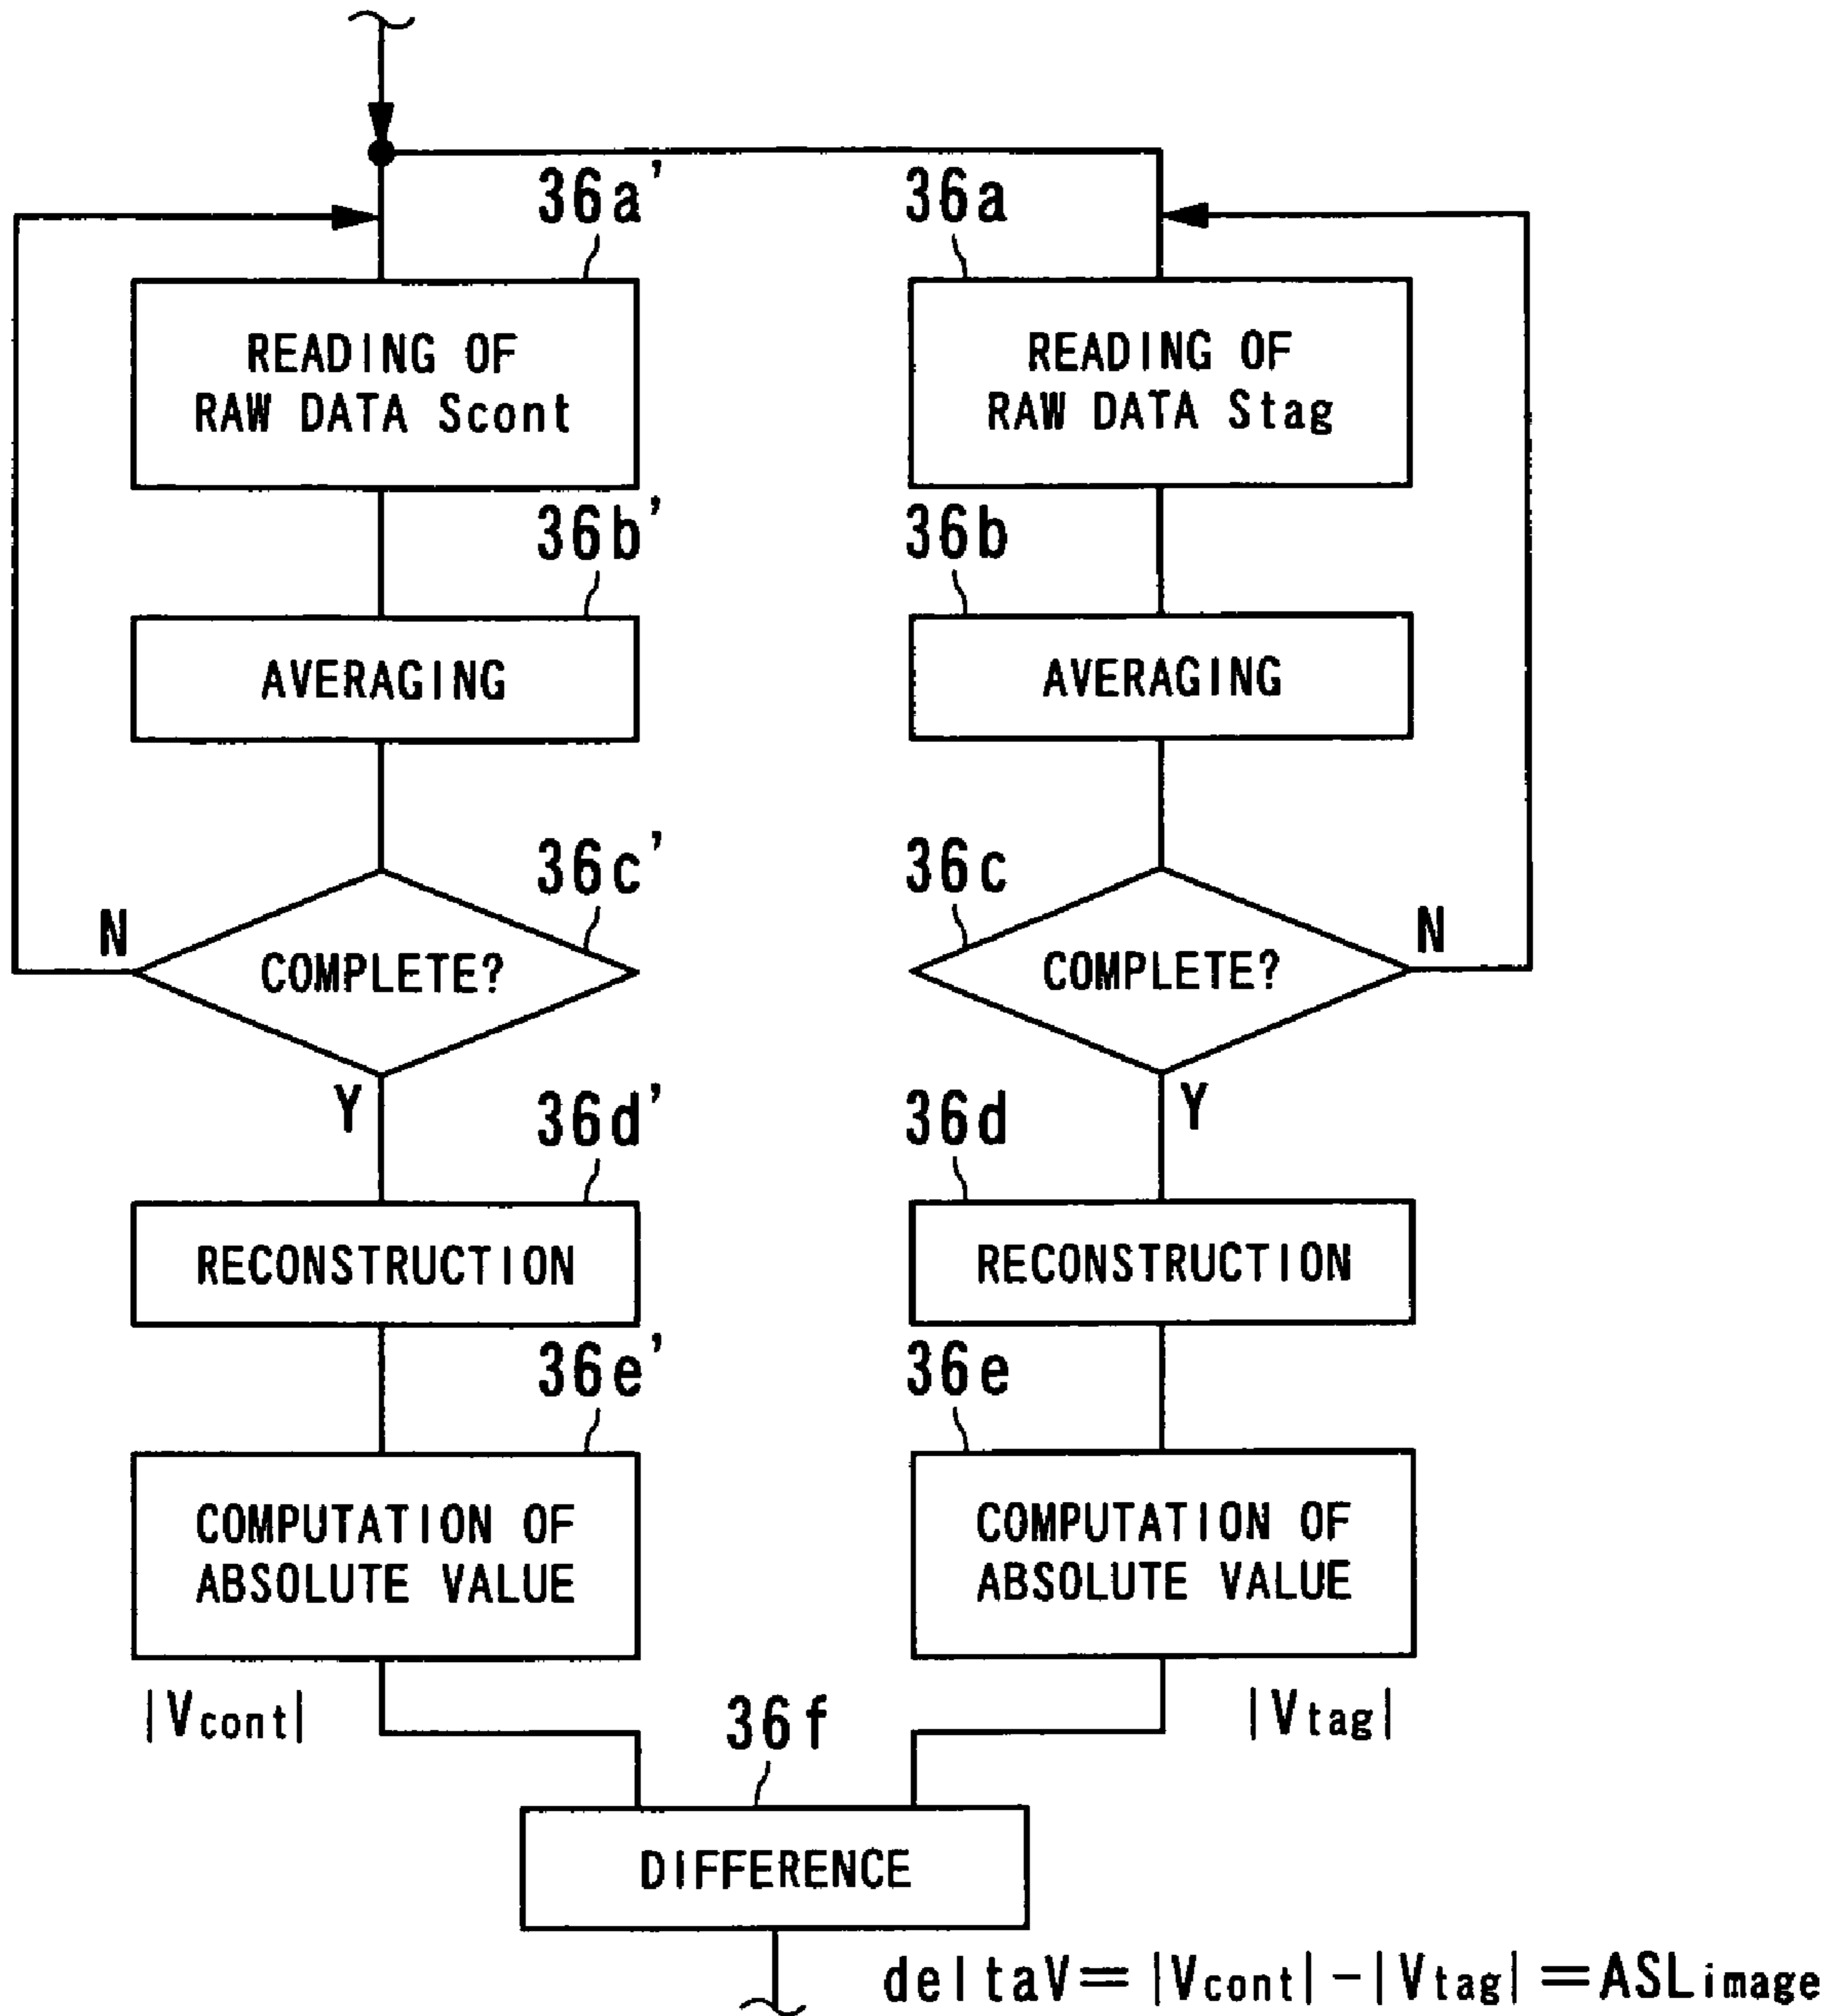 36a' 36a
READING OF
RAW DATA Scont
READING OF
RAW DATA Stag
36b' 36b
AVERAGING AVERAGING
36c' 36c
N COMPLETE? COMPLETE? N
Y Y
36d' 36d
RECONSTRUCTION RECONSTRUCTION
36e' 36e
COMPUTATION OF
ABSOLUTE VALUE
COMPUTATION OF
ABSOLUTE VALUE
|Vcont| |Vtag|
36f
DIFFERENCE
deltaV=|Vcont|-|Vtag|=ASLimage